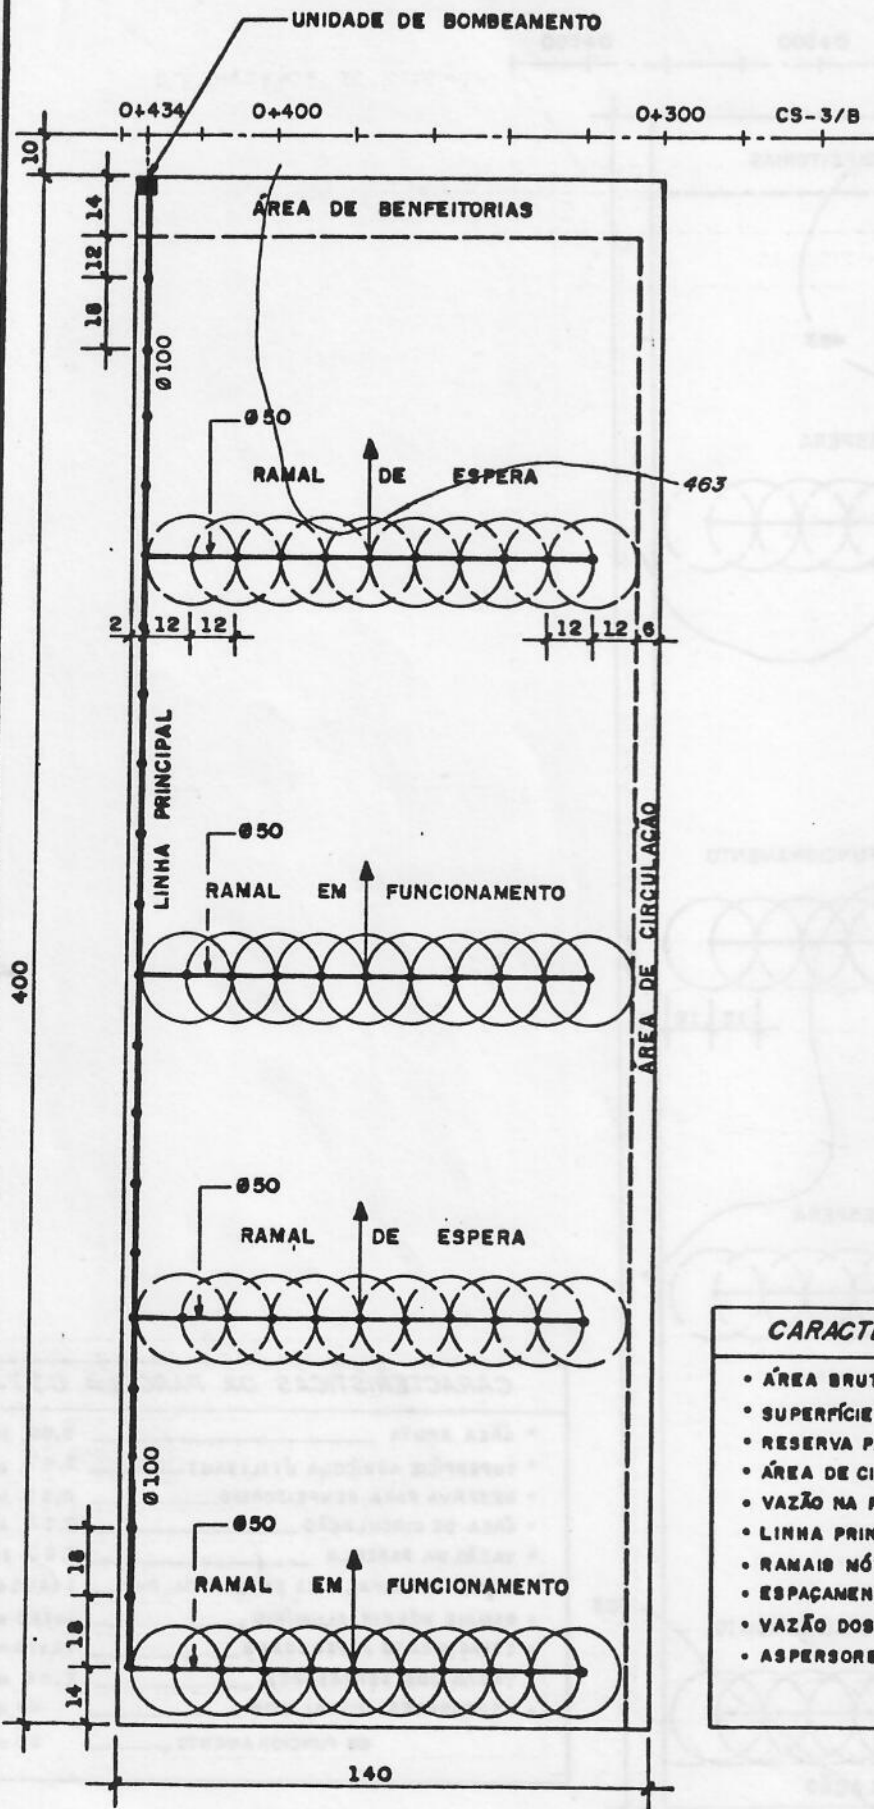 UNIDADE DE BOMBEAMENTO
0+434
0+400
0+300
CS-3/B
10
14
ÁREA DE BENFEITORIAS
12
18
Ø100
Ø50
RAMAL DE ESPERA
463
2
12
12
12
12
6
LINHA PRINCIPAL
ÁREA DE CIRCULAÇÃO
Ø50
RAMAL EM FUNCIONAMENTO
400
Ø50
RAMAL DE ESPERA
Ø100
Ø50
18
RAMAL EM FUNCIONAMENTO
18
14
140
CARACTE
• ÁREA BRUT
• SUPERFÍCIE
• RESERVA P
• ÁREA DE CI
• VAZÃO NA P
• LINHA PRIN
• RAMAIS MÓ
• ESPAÇAMEN
• VAZÃO DOS
• ASPERSORE